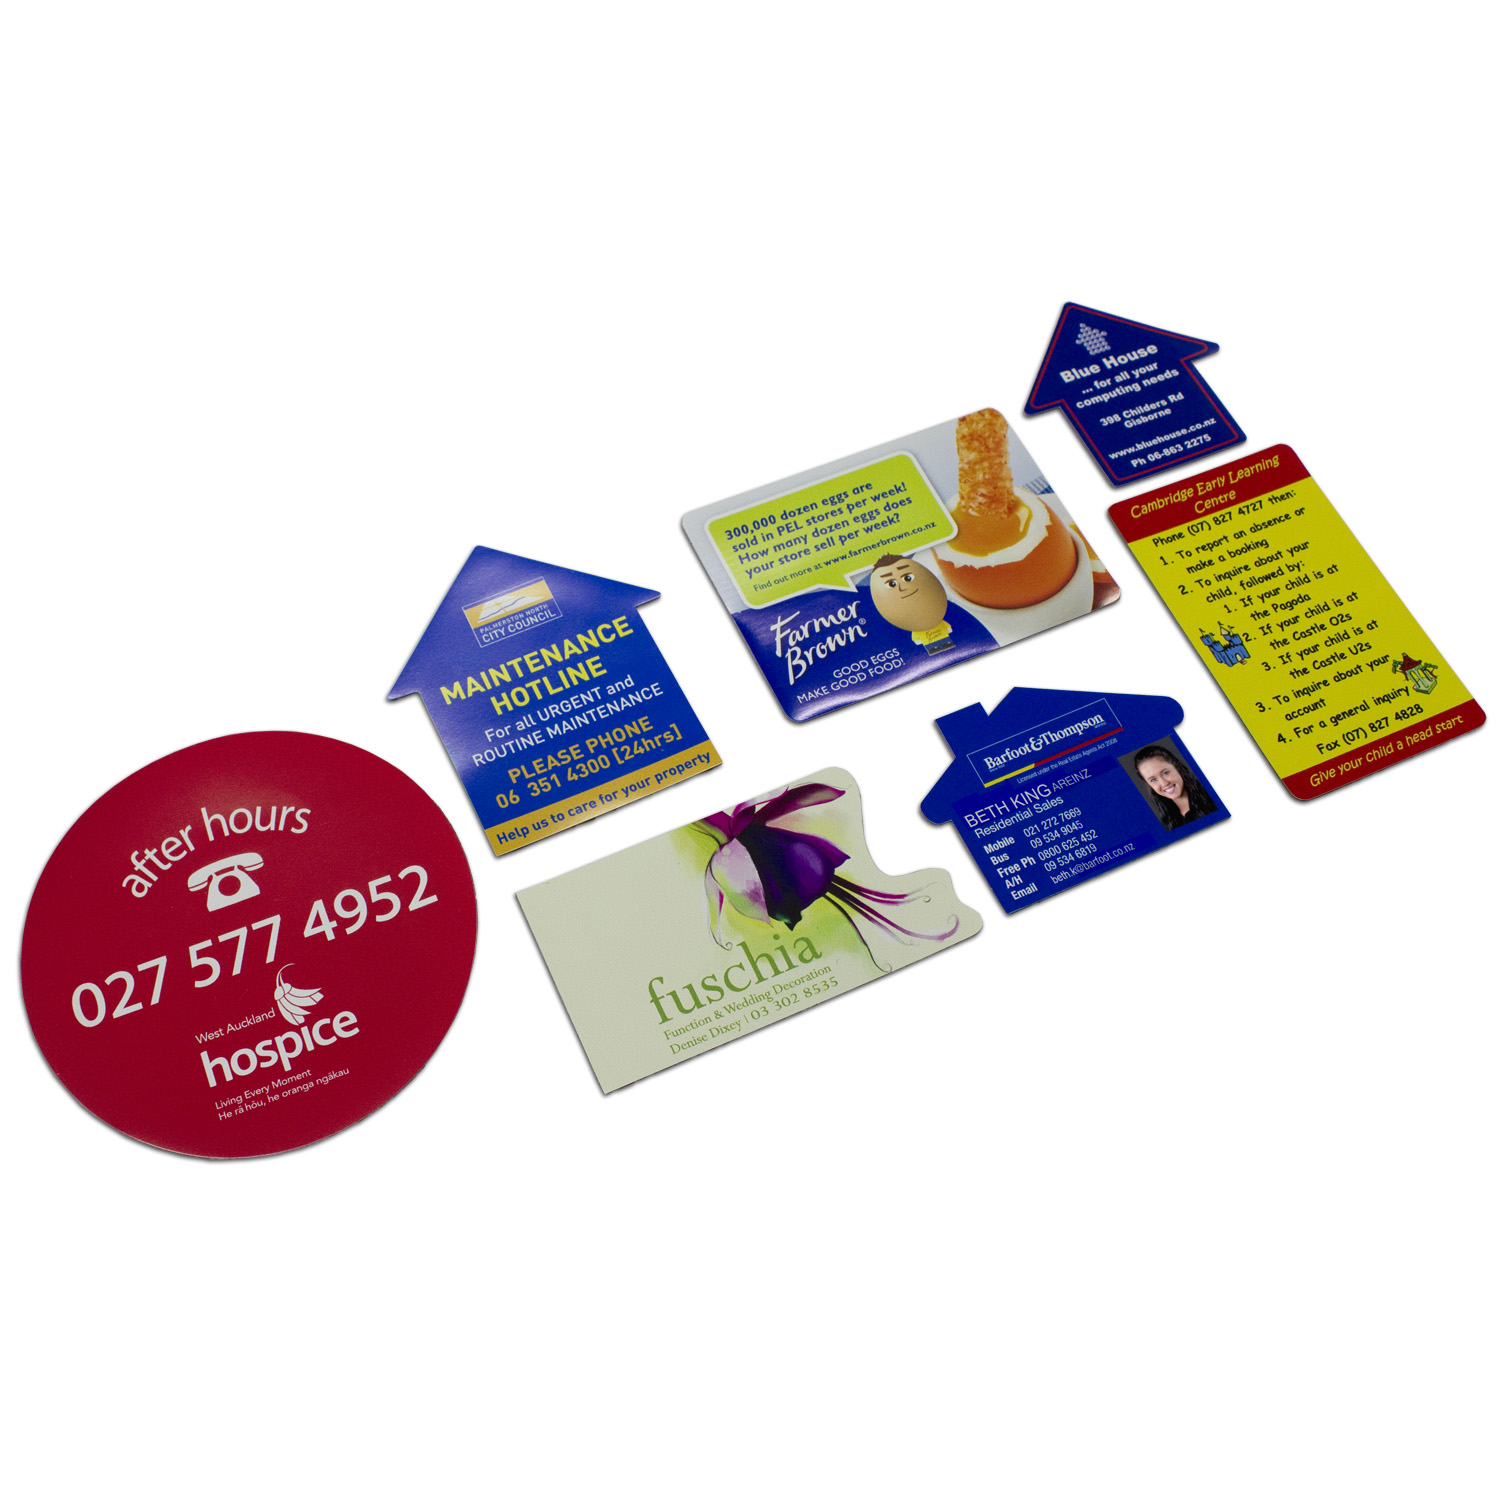 after hours
027 577 4952
West Auckland
hospice
Living Every Moment
He rā hōu, he oranga ngākau
PALMERSTON NORTH
CITY COUNCIL
MAINTENANCE
HOTLINE
For all URGENT and
ROUTINE MAINTENANCE
PLEASE PHONE
06 351 4300 [24hrs]
Help us to care for your property
fuschia
Function & Wedding Decoration
Denise Dixey | 03 302 8535
300,000 dozen eggs are
sold in PEL stores per week!
How many dozen eggs does
your store sell per week?
Find out more at www.farmerbrown.co.nz
Farmer
Brown®
GOOD EGGS
MAKE GOOD FOOD!
Barfoot&Thompson
Licensed under the Real Estate Agents Act 2008
BETH KING AREINZ
Residential Sales
Mobile 021 272 7669
Bus 09 534 9045
Free Ph 0800 625 452
A/H 09 534 6819
Email beth.k@barfoot.co.nz
Blue House
... for all your
computing needs
398 Childers Rd
Gisborne
www.bluehouse.co.nz
Ph 06-863 2275
Cambridge Early Learning
Centre
Phone (07) 827 4727 then:
1. To report an absence or
make a booking
2. To inquire about your
child, followed by:
1. If your child is at
the Pagoda
2. If your child is at
the Castle O2s
3. If your child is at
the Castle U2s
3. To inquire about your
account
4. For a general inquiry
Fax (07) 827 4828
Give your child a head start